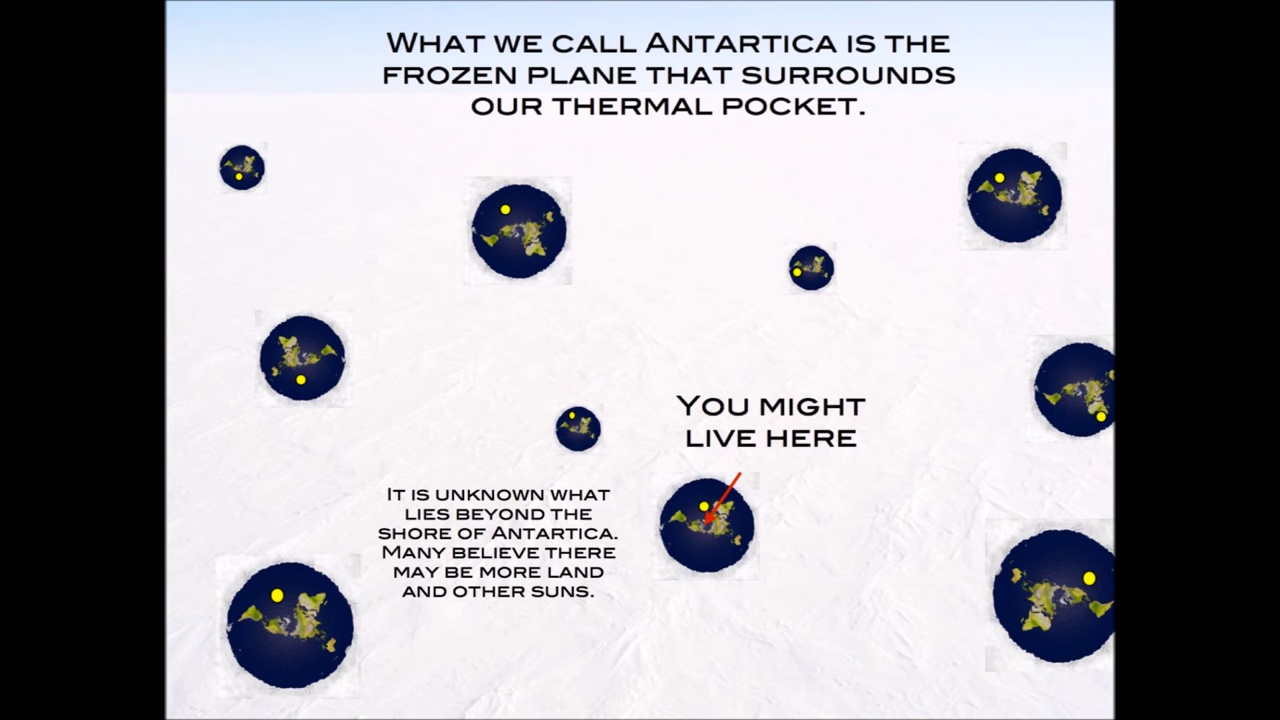 What we call Antartica is the
frozen plane that surrounds
our thermal pocket.
You might
live here
It is unknown what
lies beyond the
shore of Antartica.
Many believe there
may be more land
and other suns.